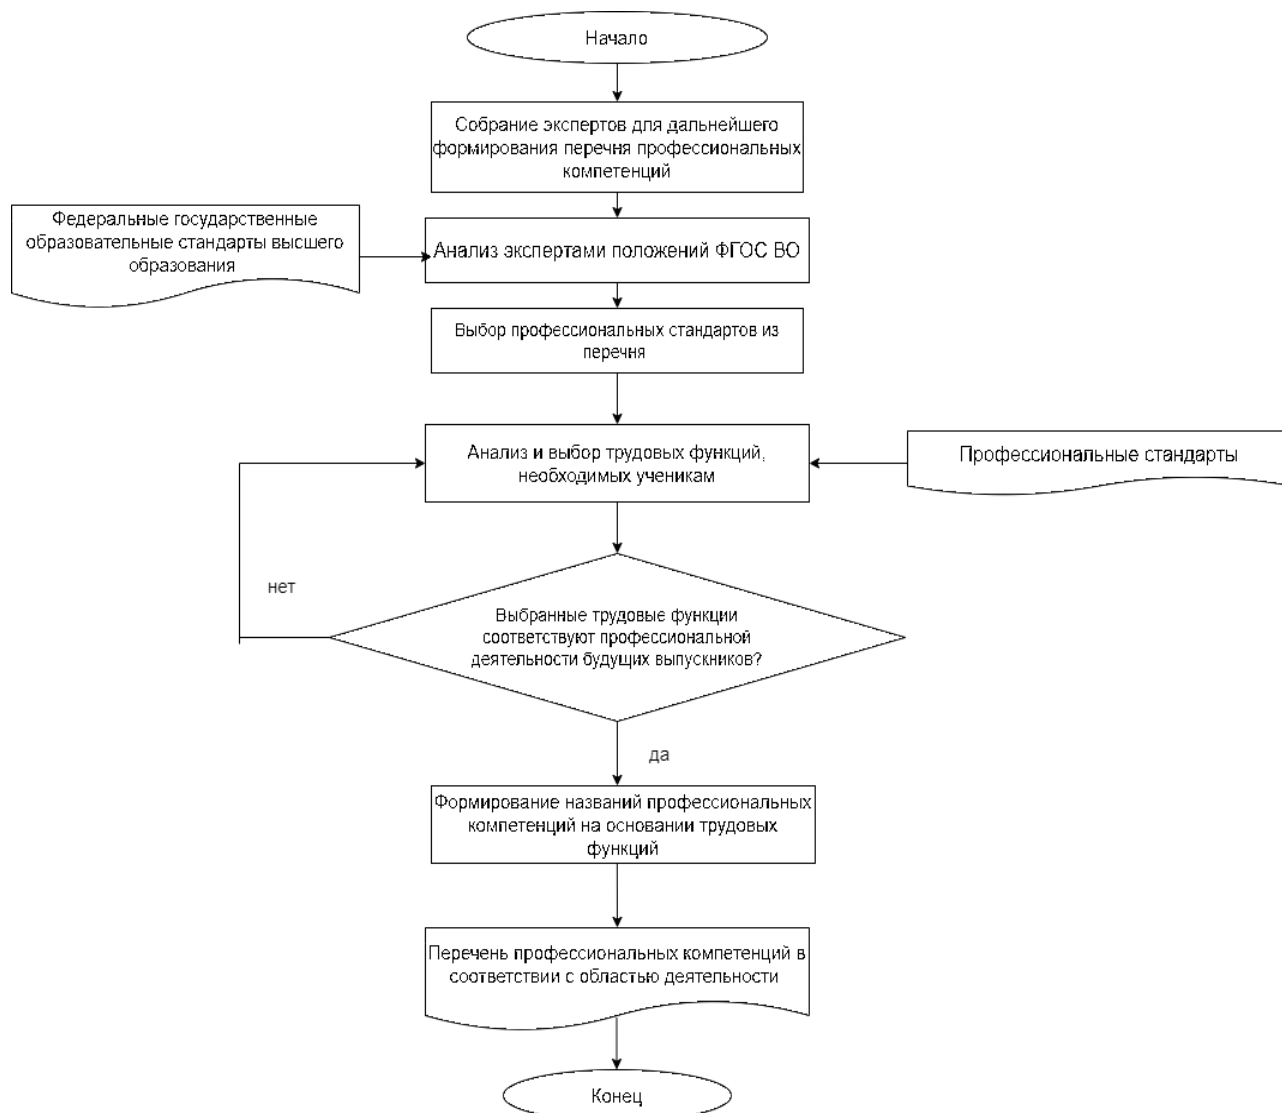 Начало
Собрание экспертов для дальнейшего
формирования перечня профессиональных
компетенций
Федеральные государственные
образовательные стандарты высшего
образования
Анализ экспертами положений ФГОС ВО
Выбор профессиональных стандартов из
перечня
Анализ и выбор трудовых функций,
необходимых ученикам
Профессиональные стандарты
нет
Выбранные трудовые функции
соответствуют профессиональной
деятельности будущих выпускников?
да
Формирование названий профессиональных
компетенций на основании трудовых
функций
Перечень профессиональных компетенций в
соответствии с областью деятельности
Конец